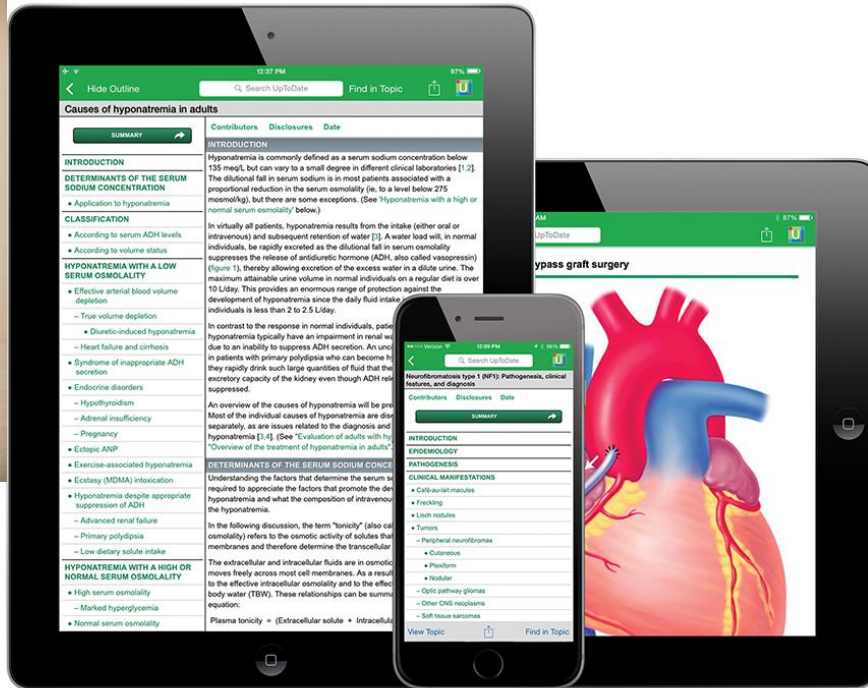 12:37 PM
97%
Hide Outline
Search UpToDate
Find in Topic
U
Causes of hyponatremia in adults
SUMMARY
INTRODUCTION
DETERMINANTS OF THE SERUM
SODIUM CONCENTRATION
• Application to hyponatremia
CLASSIFICATION
• According to serum ADH levels
• According to volume status
HYPONATREMIA WITH A LOW
SERUM OSMOLALITY
• Effective arterial blood volume
depletion
– True volume depletion
• Diuretic-induced hyponatremia
– Heart failure and cirrhosis
• Syndrome of inappropriate ADH
secretion
• Endocrine disorders
– Hypothyroidism
– Adrenal insufficiency
– Pregnancy
• Ectopic ANP
• Exercise-associated hyponatremia
• Ecstasy (MDMA) intoxication
• Hyponatremia despite appropriate
suppression of ADH
– Advanced renal failure
– Primary polydipsia
– Low dietary solute intake
HYPONATREMIA WITH A HIGH OR
NORMAL SERUM OSMOLALITY
• High serum osmolality
– Marked hyperglycemia
• Normal serum osmolality
Contributors Disclosures Date
INTRODUCTION
Hyponatremia is commonly defined as a serum sodium concentration below
135 meq/L but can vary to a small degree in different clinical laboratories [1,2].
The dilutional fall in serum sodium is in most patients associated with a
proportional reduction in the serum osmolality (ie, to a level below 275
mosmol/kg), but there are some exceptions. (See 'Hyponatremia with a high or
normal serum osmolality' below.)
In virtually all patients, hyponatremia results from the intake (either oral or
intravenous) and subsequent retention of water [3]. A water load will, in normal
individuals, be rapidly excreted as the dilutional fall in serum osmolality
suppresses the release of antidiuretic hormone (ADH, also called vasopressin)
(figure 1), thereby allowing excretion of the excess water in a dilute urine. The
maximum attainable urine volume in normal individuals on a regular diet is over
10 L/day. This provides an enormous range of protection against the
development of hyponatremia since the daily fluid intake
individuals is less than 2 to 2.5 L/day.
In contrast to the response in normal individuals,
hyponatremia typically have an impairment in renal
due to an inability to suppress ADH secretion. An
in patients with primary polydipsia who can become
they rapidly drink such large quantities of fluid that
excretory capacity of the kidney even though ADH
suppressed.
An overview of the causes of hyponatremia will be
Most of the individual causes of hyponatremia are
separately, as are issues related to the diagnosis and
hyponatremia [3,4]. (See "Evaluation of adults with
"Overview of the treatment of hyponatremia in adults".
DETERMINANTS OF THE SERUM SODIUM
Understanding the factors that determine the serum
required to appreciate the factors that promote the
hyponatremia and what the composition of intravenous
the hyponatremia.
In the following discussion, the term "tonicity" (also
osmolality) refers to the osmotic activity of solutes
membranes and therefore determine the transcellular
The extracellular and intracellular fluids are in osmotic
moves freely across most cell membranes. As a
to the effective intracellular osmolality and to the
body water (TBW). These relationships can be
equation:
Plasma tonicity = (Extracellular solute +
Verizon
12:09 PM
96%
Search UpToDate
U
Neurofibromatosis type 1 (NF1): Pathogenesis, clinical
features, and diagnosis
Contributors Disclosures Date
SUMMARY
INTRODUCTION
EPIDEMIOLOGY
PATHOGENESIS
CLINICAL MANIFESTATIONS
• Café-au-lait macules
• Freckling
• Lisch nodules
• Tumors
– Peripheral neurofibromas
• Cutaneous
• Plexiform
• Nodular
– Optic pathway gliomas
– Other CNS neoplasms
– Soft tissue sarcomas
View Topic
Find in Topic
AM
87%
UpToDate
U
ypass graft surgery